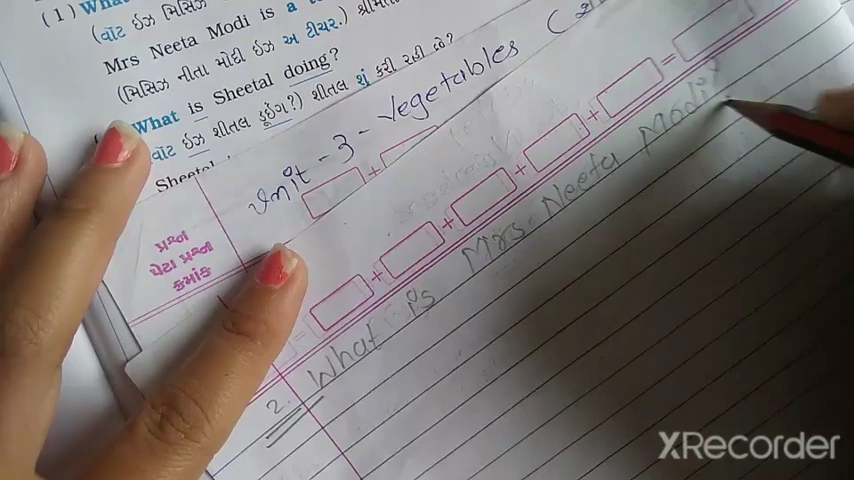 (1) What
(વૉટ ઇઝ મિસિઝ
Mrs Neeta Modi is a
(મિસિઝ નીતા મોદી ઇઝ અ ટીચર.) શ્રીમતી
What is Sheetal doing?
વૉટ ઇઝ શીતલ ડૂઇંગ?) શીતલ શું કરી રહી છે?
Sheetal
Unit - 3 - Vegetables
પ્રશ્ન
પેટા પ્રશ્ન
ક્રમાંક
+ + + + + =
2. What is Mrs. Neeta Modi
XRecorder